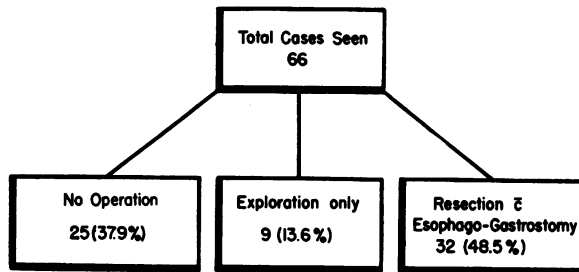 Total Cases Seen
66
No Operation
25 (37.9%)
Exploration only
9 (13.6%)
Resection c̄
Esophago-Gastrostomy
32 (48.5%)